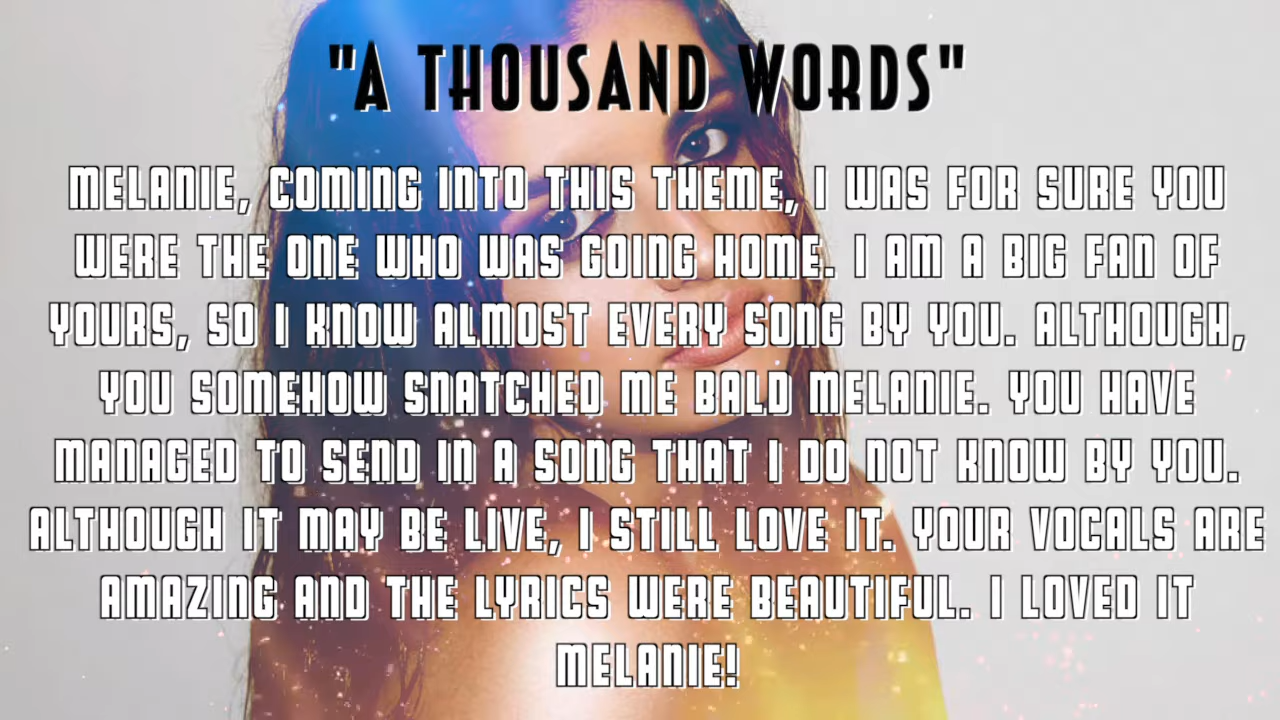 "A THOUSAND WORDS"
MELANIE, COMING INTO THIS THEME, I WAS FOR SURE YOU
WERE THE ONE WHO WAS GOING HOME. I AM A BIG FAN OF
YOURS, SO I KNOW ALMOST EVERY SONG BY YOU. ALTHOUGH,
YOU SOMEHOW SNATCHED ME BALD MELANIE. YOU HAVE
MANAGED TO SEND IN A SONG THAT I DO NOT KNOW BY YOU.
ALTHOUGH IT MAY BE LIVE, I STILL LOVE IT. YOUR VOCALS ARE
AMAZING AND THE LYRICS WERE BEAUTIFUL. I LOVED IT
MELANIE!